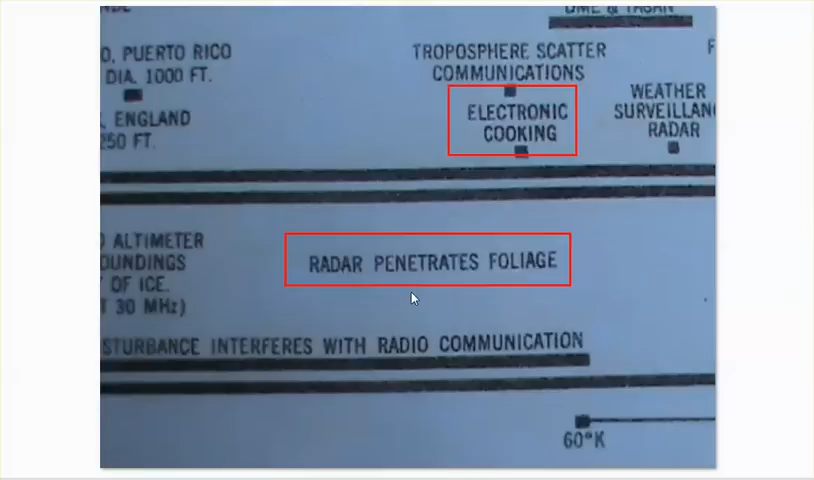 O, PUERTO RICO
DIA. 1000 FT.
, ENGLAND
250 FT.
TROPOSPHERE SCATTER
COMMUNICATIONS
ELECTRONIC
COOKING
WEATHER
SURVEILLAN
RADAR
F
ALTIMETER
OUNDINGS
OF ICE.
T 30 MHz)
RADAR PENETRATES FOLIAGE
STURBANCE INTERFERES WITH RADIO COMMUNICATION
60°K